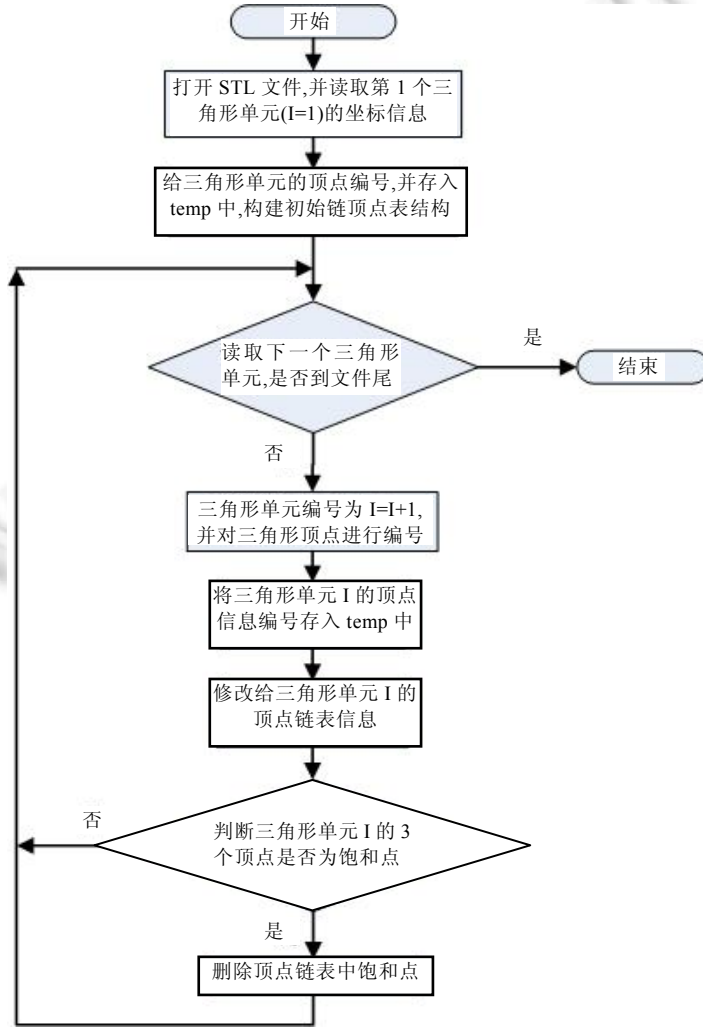 开始
打开 STL 文件,并读取第 1 个三
角形单元(I=1)的坐标信息
给三角形单元的顶点编号,并存入
temp 中,构建初始链顶点表结构
读取下一个三角形
单元,是否到文件尾
是
结束
否
三角形单元编号为 I=I+1,
并对三角形顶点进行编号
将三角形单元 I 的顶点
信息编号存入 temp 中
修改给三角形单元 I 的
顶点链表信息
否
判断三角形单元 I 的 3
个顶点是否为饱和点
是
删除顶点链表中饱和点